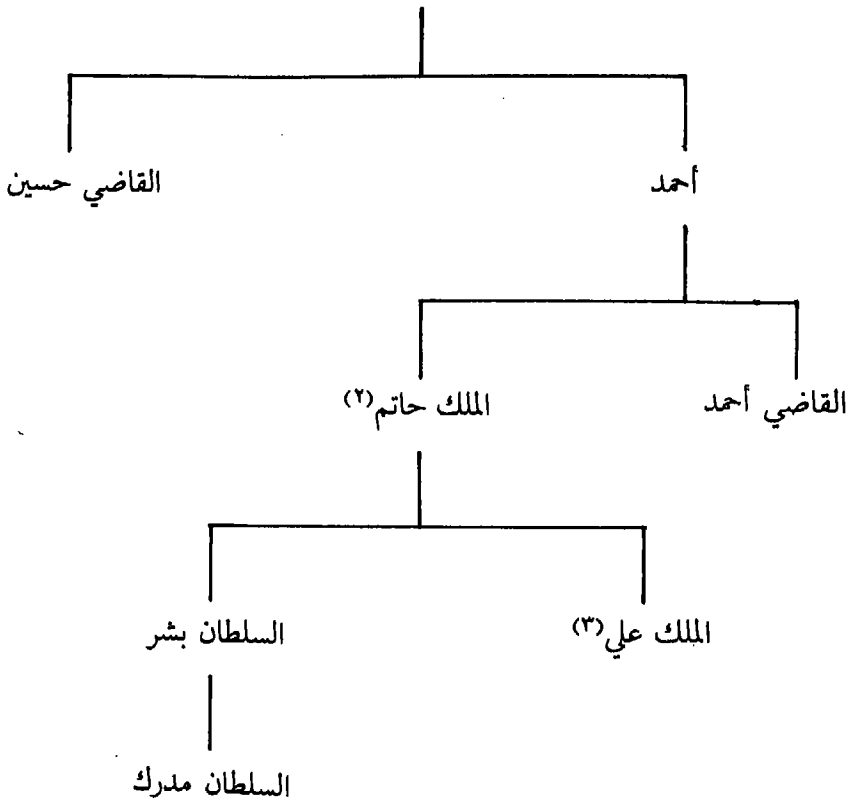 أحمد القاضي حسين
القاضي أحمد الملك حاتم(٢)
الملك علي(٣) السلطان بشر
السلطان مدرك